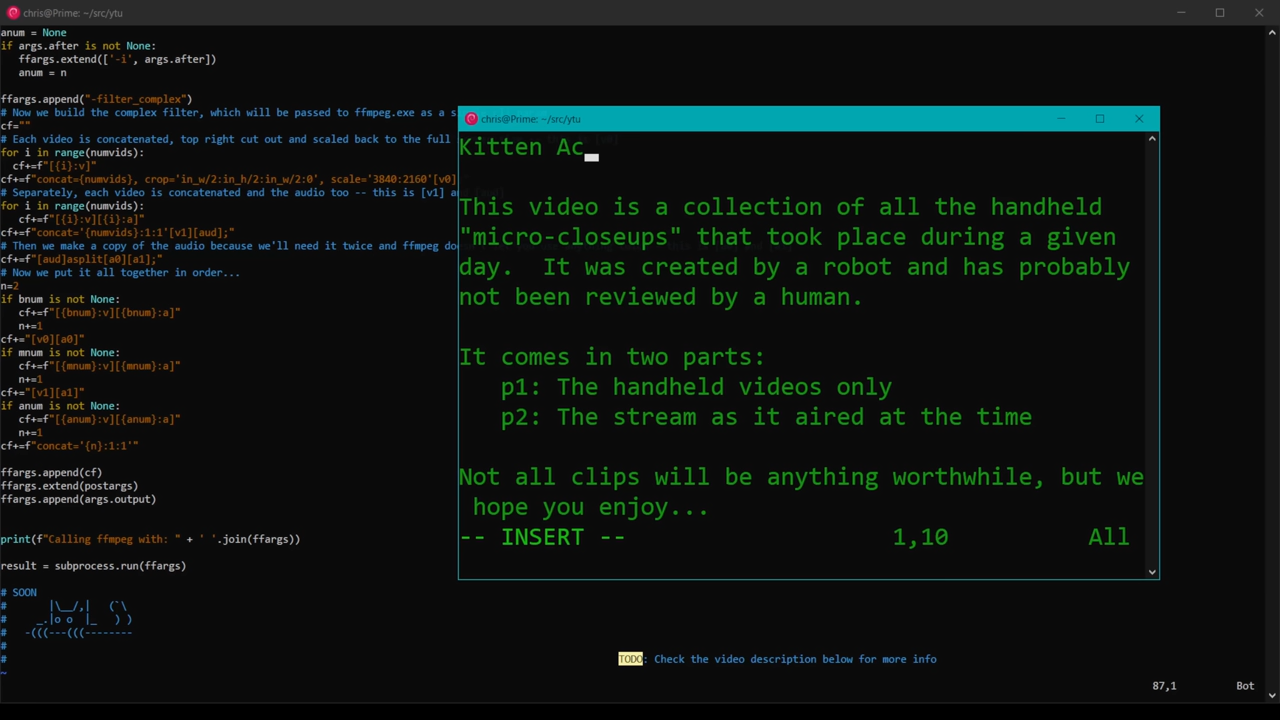 chris@Prime: ~/src/ytu
anum = None
if args.after is not None:
   ffargs.extend(['-i', args.after])
   anum = n
ffargs.append("-filter_complex")
# Now we build the complex filter, which will be passed to ffmpeg.exe as a s
cf=""
# Each video is concatenated, top right cut out and scaled back to the full
for i in range(numvids):
  cf+=f"[{i}:v]"
cf+=f"concat={numvids}, crop='in_w/2:in_h/2:in_w/2:0', scale='3840:2160'[v0]
# Separately, each video is concatenated and the audio too -- this is [v1] a
for i in range(numvids):
   cf+=f"[{i}:v][{i}:a]"
cf+=f"concat='{numvids}:1:1'[v1][aud];"
# Then we make a copy of the audio because we'll need it twice and ffmpeg do
cf+="[aud]asplit[a0][a1];"
# Now we put it all together in order...
n=2
if bnum is not None:
   cf+=f"[{bnum}:v][{bnum}:a]"
   n+=1
cf+="[v0][a0]"
if mnum is not None:
   cf+=f"[{mnum}:v][{mnum}:a]"
   n+=1
cf+="[v1][a1]"
if anum is not None:
   cf+=f"[{anum}:v][{anum}:a]"
   n+=1
cf+=f"concat='{n}:1:1'"
ffargs.append(cf)
ffargs.extend(postargs)
ffargs.append(args.output)
print(f"Calling ffmpeg with: " + ' '.join(ffargs))
result = subprocess.run(ffargs)
# SOON
#      |\__/,|   (`\
#    _.|o o  |_   ) )
#   -(((---(((--------
#
#
~
TODO: Check the video description below for more info
87,1
Bot
chris@Prime: ~/src/ytu
Kitten Ac
This video is a collection of all the handheld
"micro-closeups" that took place during a given
day.  It was created by a robot and has probably
not been reviewed by a human.
It comes in two parts:
   p1: The handheld videos only
   p2: The stream as it aired at the time
Not all clips will be anything worthwhile, but we
 hope you enjoy...
-- INSERT --
1,10
All